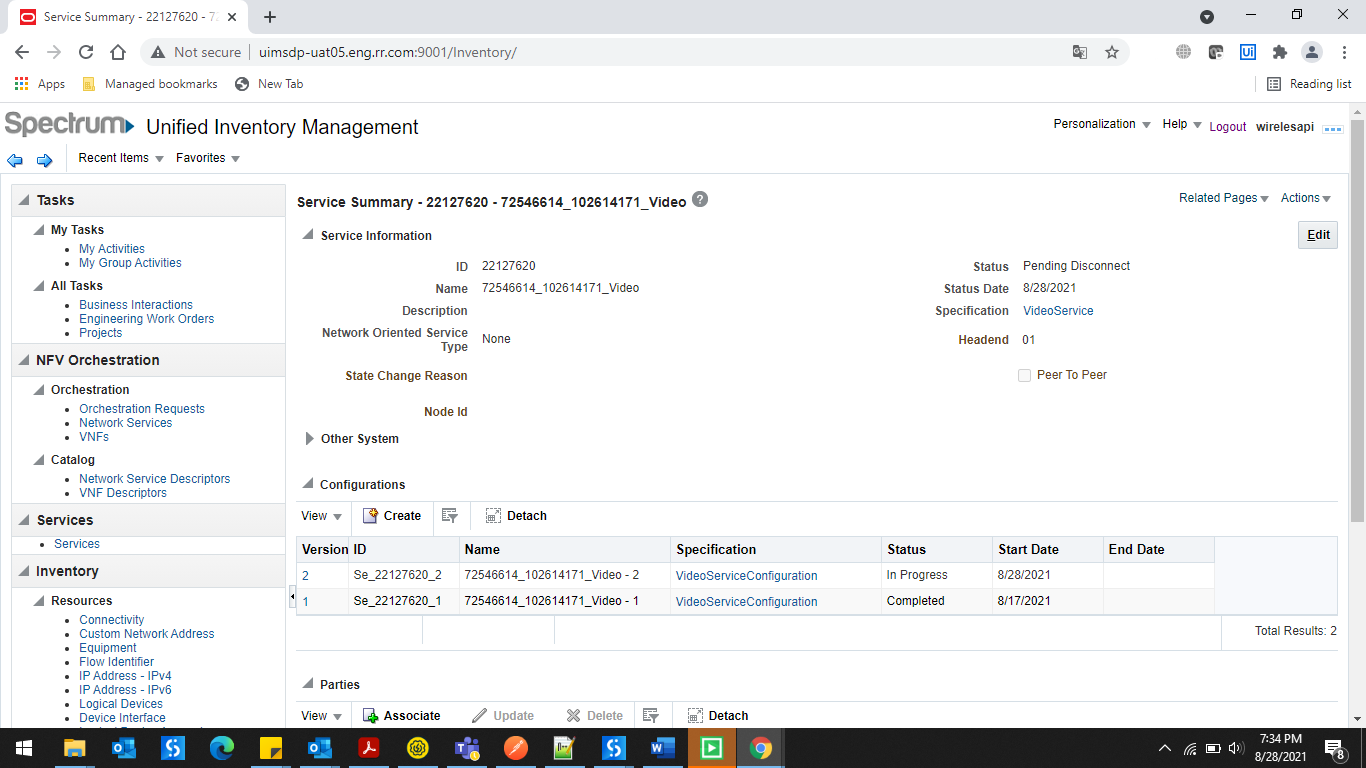 Service Summary - 22127620 - 72
Not secure
uimsdp-uat05.eng.rr.com:9001/Inventory/
Apps
Managed bookmarks
New Tab
Reading list
Spectrum
Unified Inventory Management
Personalization
Help
Logout
wirelesapi
Recent Items
Favorites
Tasks
My Tasks
My Activities
My Group Activities
All Tasks
Business Interactions
Engineering Work Orders
Projects
NFV Orchestration
Orchestration
Orchestration Requests
Network Services
VNFs
Catalog
Network Service Descriptors
VNF Descriptors
Services
Services
Inventory
Resources
Connectivity
Custom Network Address
Equipment
Flow Identifier
IP Address - IPv4
IP Address - IPv6
Logical Devices
Device Interface
Service Summary - 22127620 - 72546614_102614171_Video
Related Pages
Actions
Service Information
Edit
ID 22127620
Status Pending Disconnect
Name 72546614_102614171_Video
Status Date 8/28/2021
Description
Specification VideoService
Network Oriented Service
Type
None
Headend 01
State Change Reason
Peer To Peer
Node Id
Other System
Configurations
View Create Detach
Version ID Name Specification Status Start Date End Date
2 Se_22127620_2 72546614_102614171_Video - 2 VideoServiceConfiguration In Progress 8/28/2021
1 Se_22127620_1 72546614_102614171_Video - 1 VideoServiceConfiguration Completed 8/17/2021
Total Results: 2
Parties
View Associate Update Delete Detach
7:34 PM
8/28/2021
8